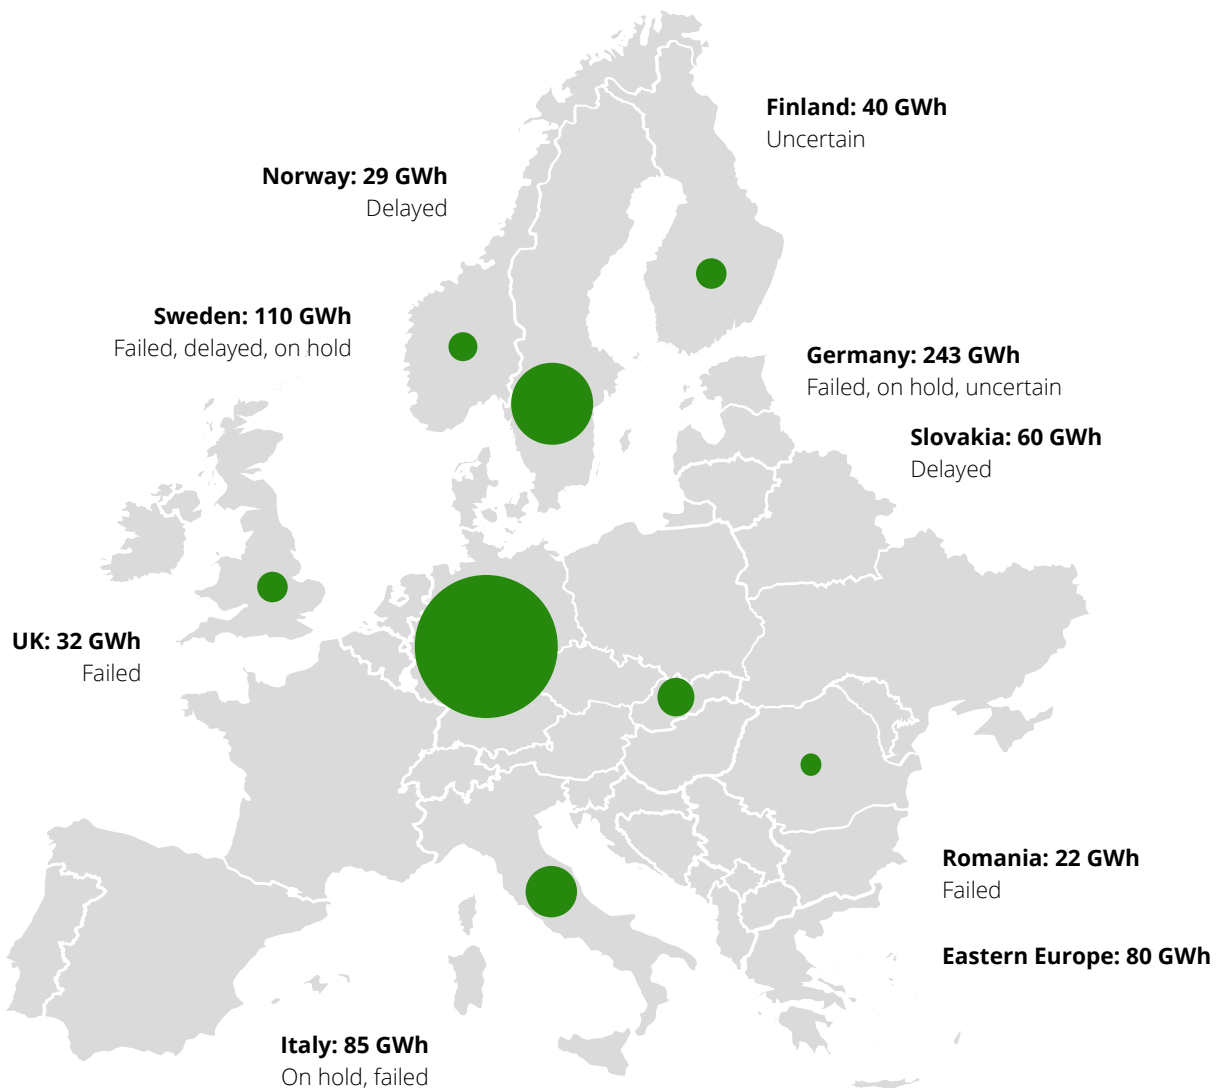 Finland: 40 GWh
Uncertain
Norway: 29 GWh
Delayed
Sweden: 110 GWh
Failed, delayed, on hold
Germany: 243 GWh
Failed, on hold, uncertain
Slovakia: 60 GWh
Delayed
UK: 32 GWh
Failed
Romania: 22 GWh
Failed
Eastern Europe: 80 GWh
Italy: 85 GWh
On hold, failed